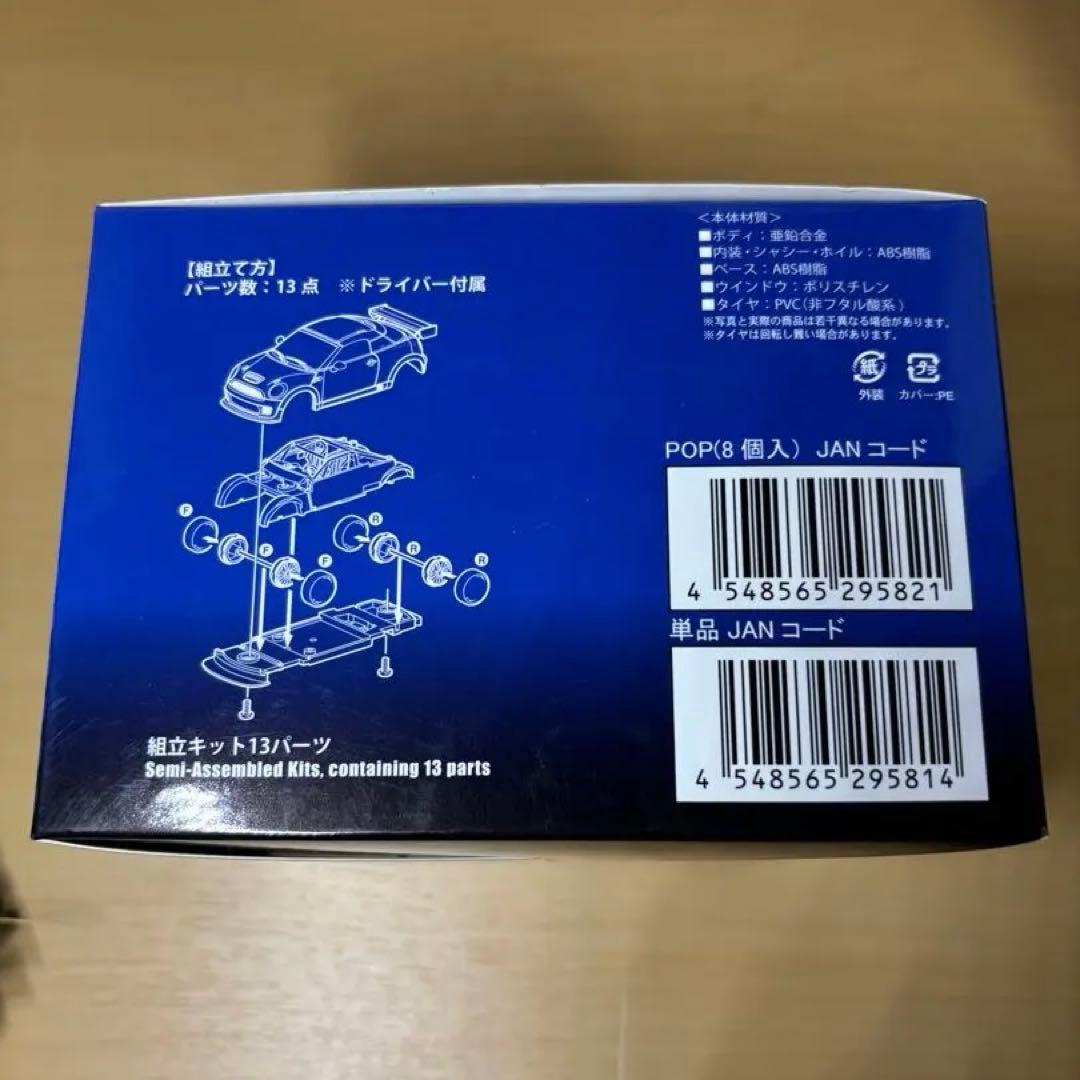 【組立て方】
パーツ数：13点　※ドライバー付属
F
F
F
R
R
R
組立キット13パーツ
Semi-Assembled Kits, containing 13 parts
＜本体材質＞
■ボディ：亜鉛合金
■内装・シャシー・ホイル：ABS樹脂
■ベース：ABS樹脂
■ウインドウ：ポリスチレン
■タイヤ：PVC（非フタル酸系）
※写真と実際の商品は若干異なる場合があります。
※タイヤは回転し難い場合があります。
紙　プラ
外装　カバー:PE
POP(8個入）　JANコード
4 548565 295821
単品 JANコード
4 548565 295814